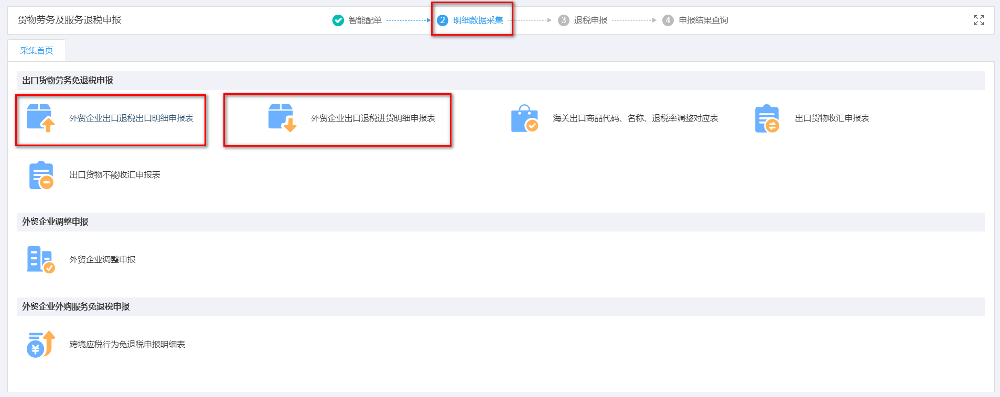 货物劳务及服务退税申报
智能配单
2 明细数据采集
3 退税申报
4 申报结果查询
采集首页
出口货物劳务免退税申报
外贸企业出口退税出口明细申报表
外贸企业出口退税进货明细申报表
海关出口商品代码、名称、退税率调整对应表
出口货物收汇申报表
出口货物不能收汇申报表
外贸企业调整申报
外贸企业调整申报
外贸企业外购服务免退税申报
¥
跨境应税行为免退税申报明细表